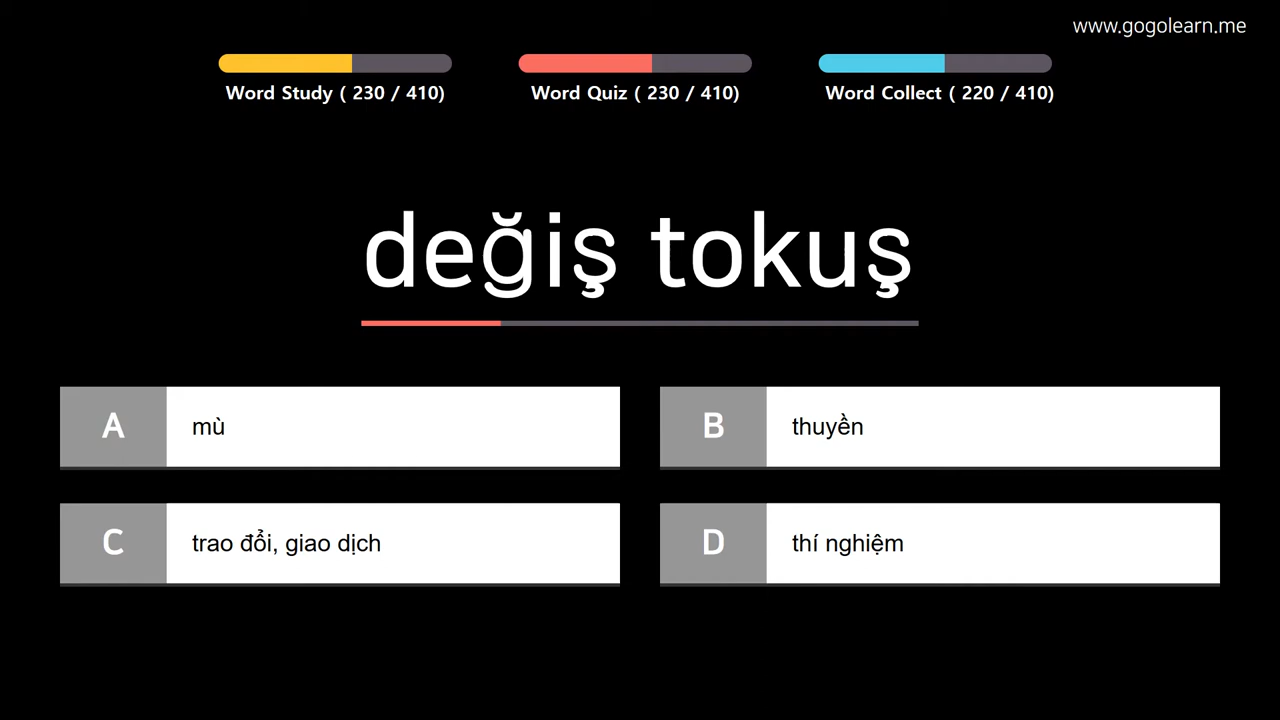 www.gogolearn.me
Word Study ( 230 / 410)
Word Quiz ( 230 / 410)
Word Collect ( 220 / 410)
değiş tokuş
A
mù
B
thuyền
C
trao đổi, giao dịch
D
thí nghiệm